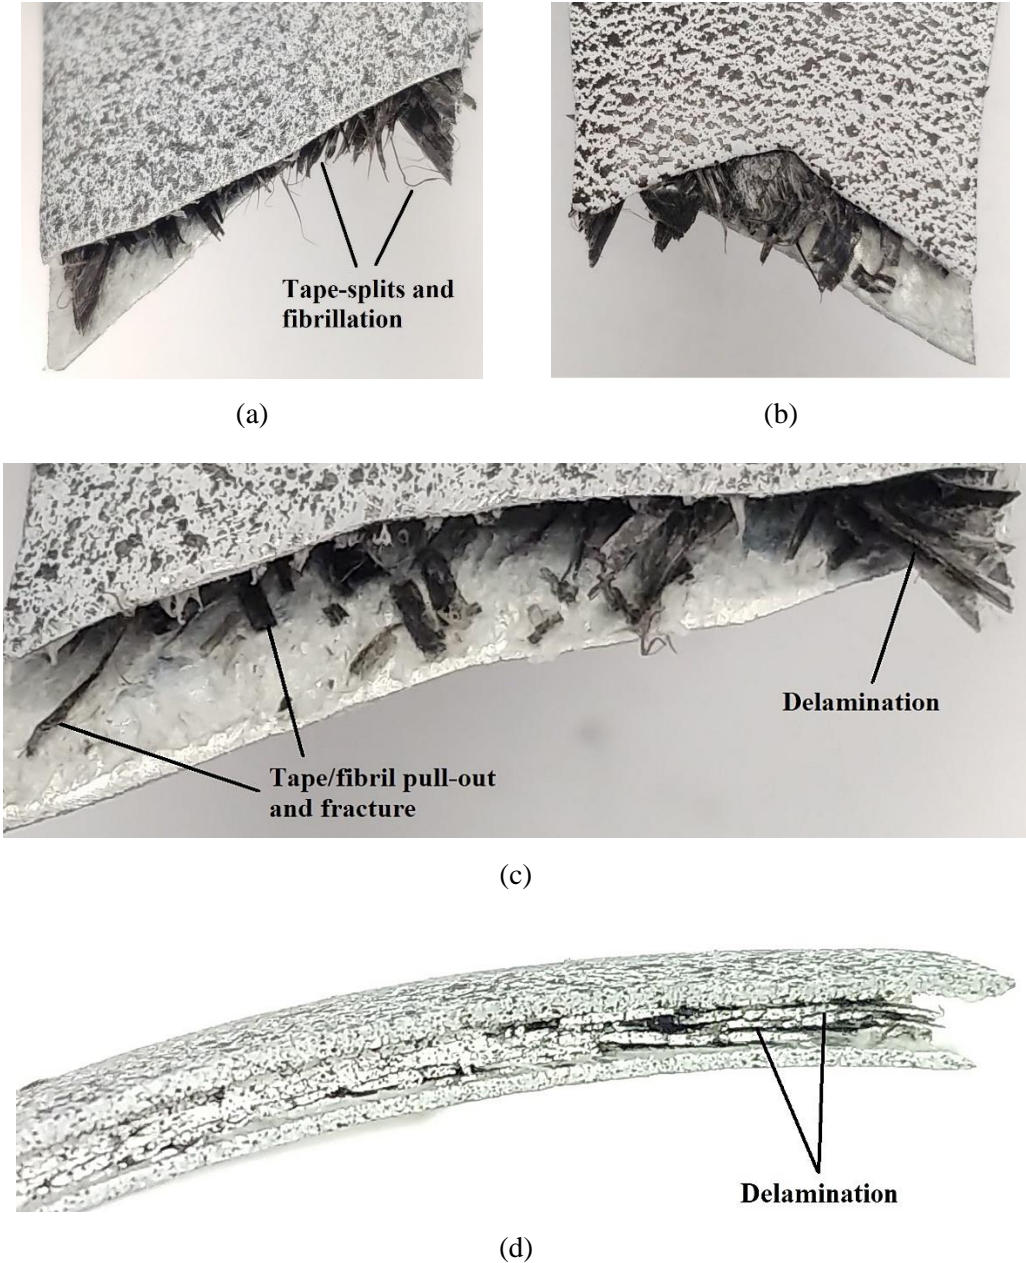 Tape-splits and
fibrillation
(a)
(b)
Delamination
Tape/fibril pull-out
and fracture
(c)
Delamination
(d)